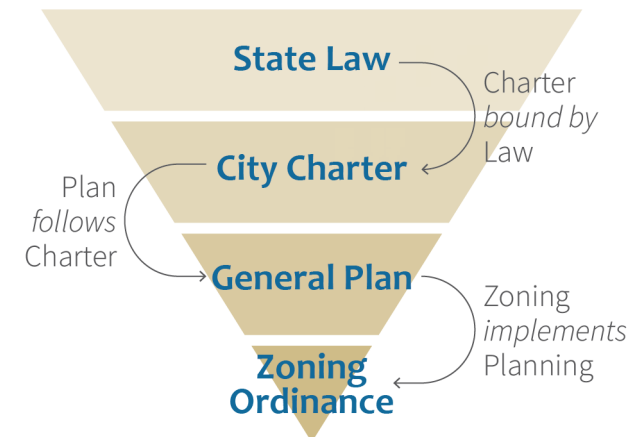 State Law
Charter
bound by
Law
City Charter
Plan
follows
Charter
General Plan
Zoning
implements
Planning
Zoning
Ordinance